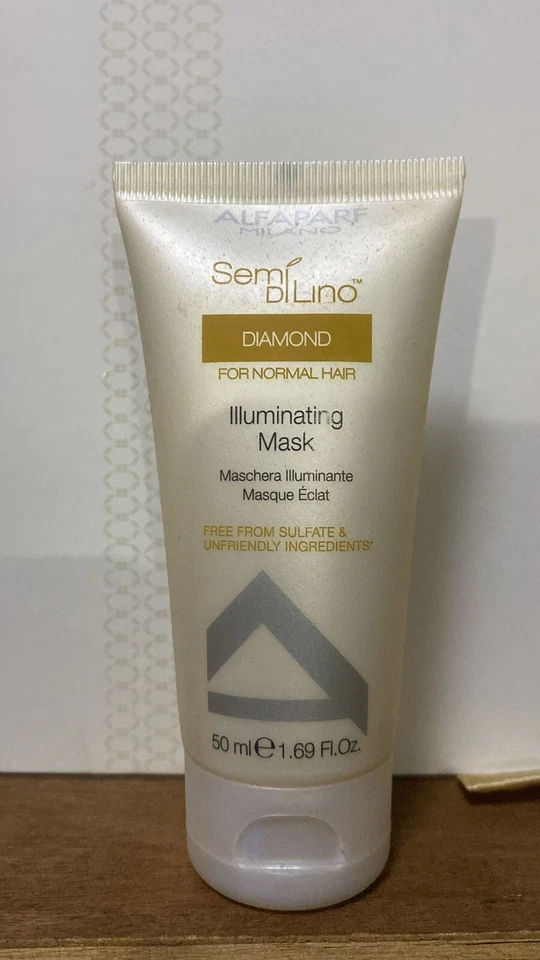 ALFAPARF
MILANO
Semi
Di Lino™
DIAMOND
FOR NORMAL HAIR
Illuminating
Mask
Maschera Illuminante
Masque Éclat
FREE FROM SULFATE &
UNFRIENDLY INGREDIENTS*
50 ml ℮ 1.69 Fl.Oz.